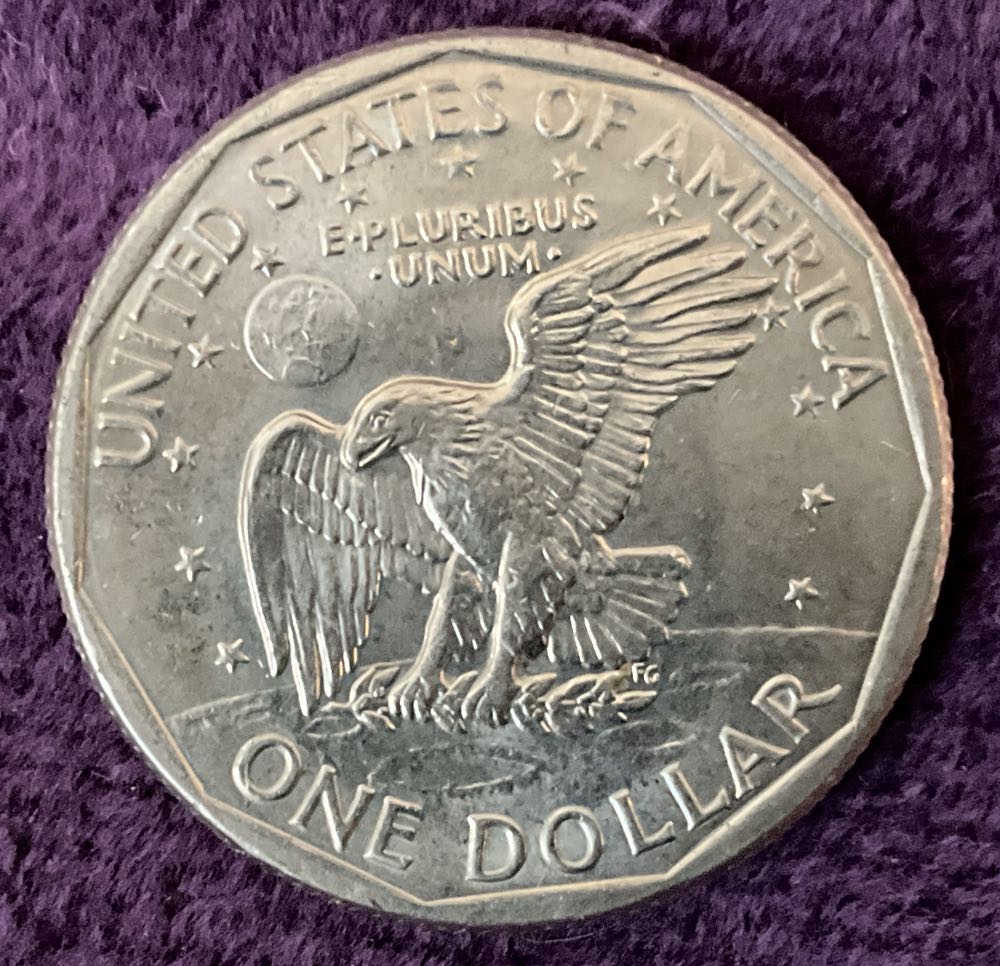 UNITED STATES OF AMERICA
E·PLURIBUS
·UNUM·
FG
ONE DOLLAR